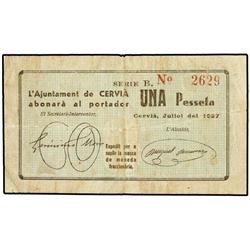 SERIE B. Nº 2629
L'Ajuntament de CERVIÀ
abonarà al portador UNA Pesseta
El Secretari-Interventor,
Cervià, Juliol del 1937
L'Alcalde,
60
Expedit per a
suplir la manca
de moneda
fraccionària.